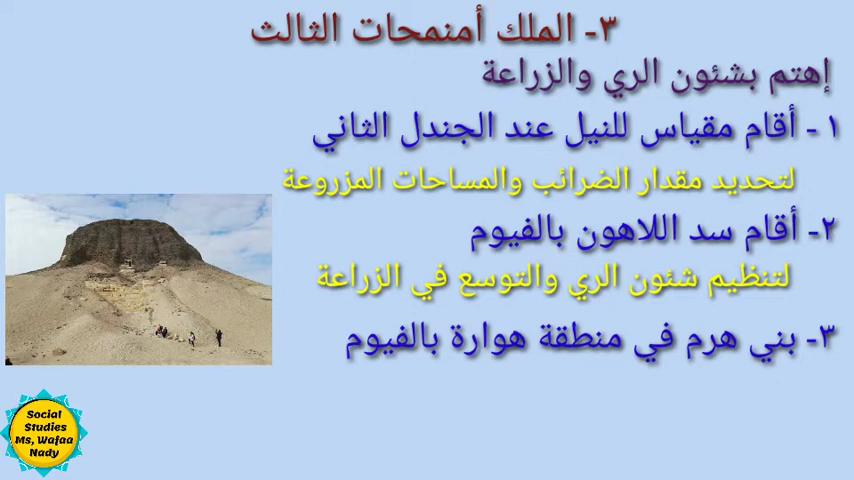 ٣- الملك أمنمحات الثالث
إهتم بشئون الري والزراعة
١ - أقام مقياس للنيل عند الجندل الثاني
لتحديد مقدار الضرائب والمساحات المزروعة
٢- أقام سد اللاهون بالفيوم
لتنظيم شئون الري والتوسع في الزراعة
٣- بني هرم في منطقة هوارة بالفيوم
Social
Studies
Ms, Wafaa
Nady